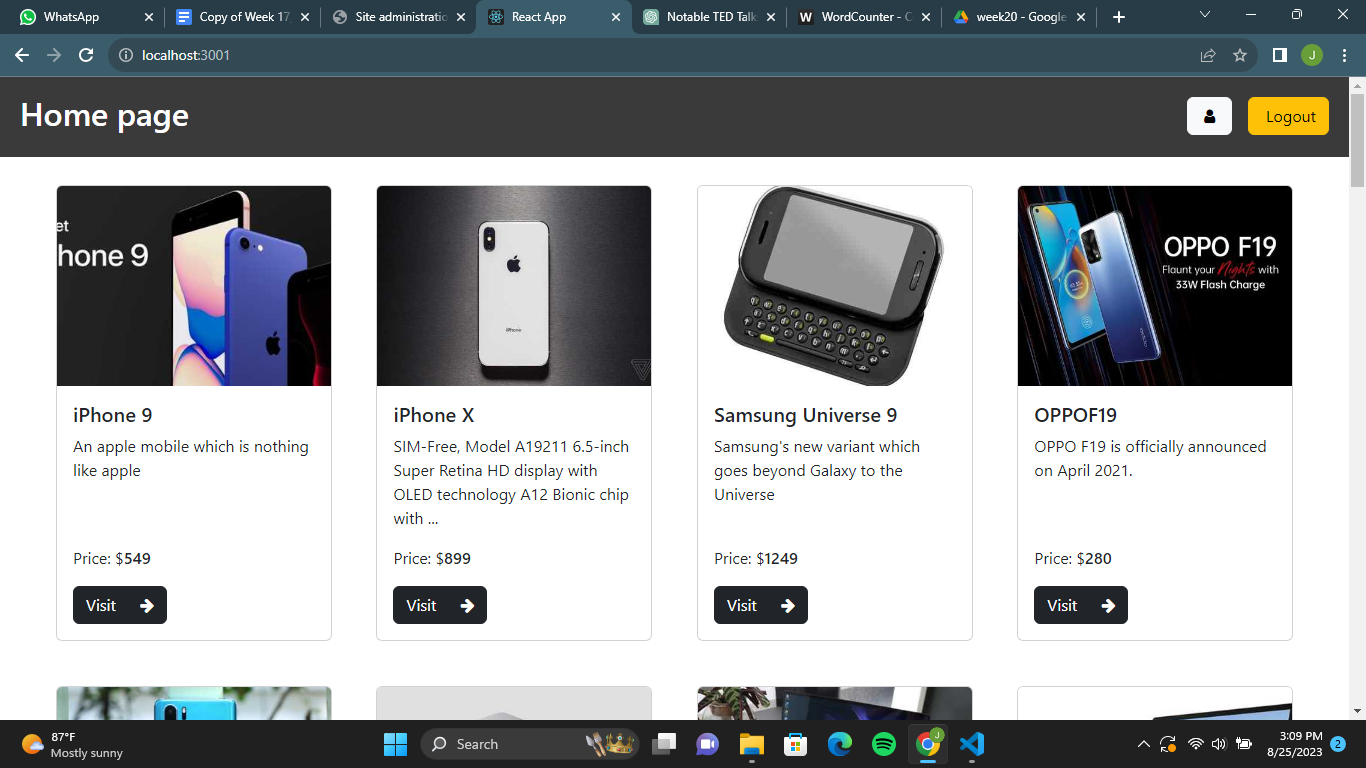 WhatsApp
Copy of Week 17
Site administratio
React App
Notable TED Talk
WordCounter - C
week20 - Google
localhost:3001
J
Home page
Logout
et
hone 9
iPhone
OPPO F19
Flaunt your Nights with
33W Flash Charge
iPhone 9
An apple mobile which is nothing
like apple
Price: $549
Visit
iPhone X
SIM-Free, Model A19211 6.5-inch
Super Retina HD display with
OLED technology A12 Bionic chip
with ...
Price: $899
Visit
Samsung Universe 9
Samsung's new variant which
goes beyond Galaxy to the
Universe
Price: $1249
Visit
OPPOF19
OPPO F19 is officially announced
on April 2021.
Price: $280
Visit
87°F
Mostly sunny
Search
J
3:09 PM
8/25/2023
2